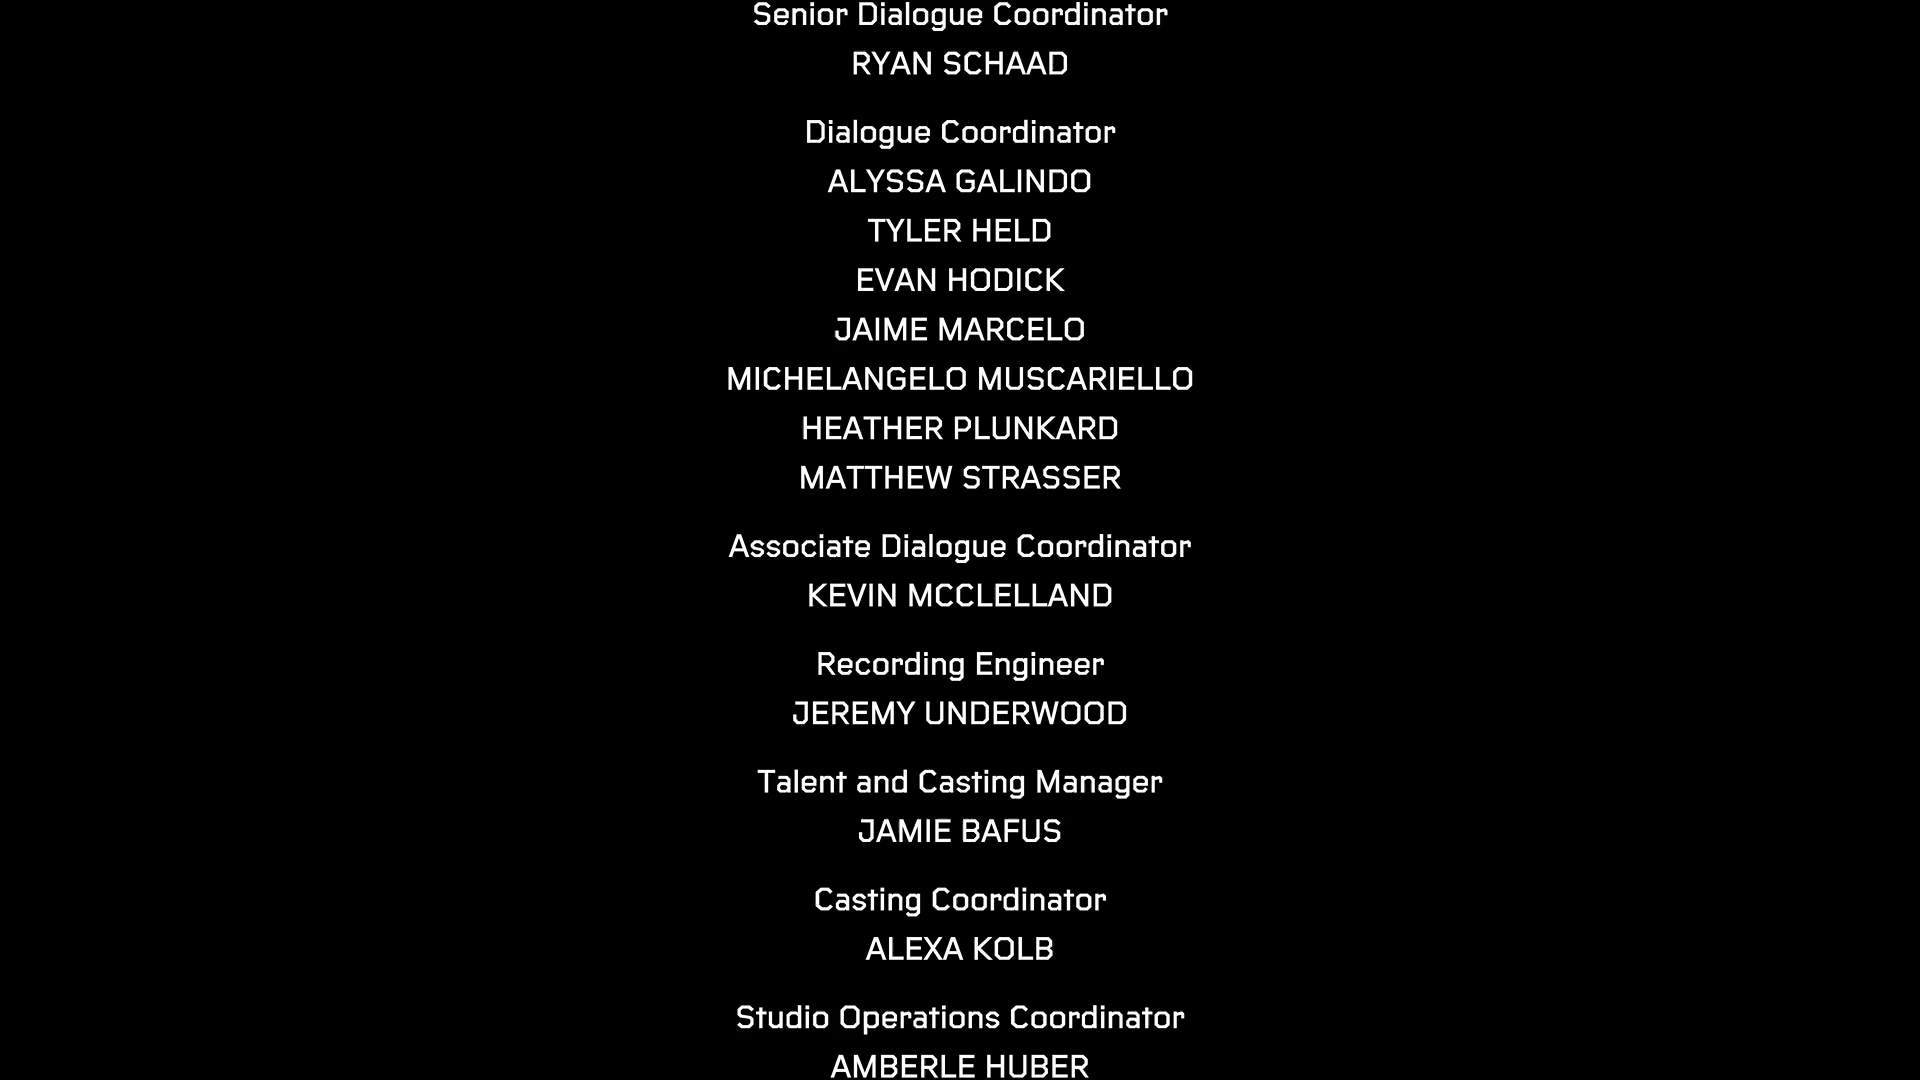 Senior Dialogue Coordinator
RYAN SCHAAD
Dialogue Coordinator
ALYSSA GALINDO
TYLER HELD
EVAN HODICK
JAIME MARCELO
MICHELANGELO MUSCARIELLO
HEATHER PLUNKARD
MATTHEW STRASSER
Associate Dialogue Coordinator
KEVIN MCCLELLAND
Recording Engineer
JEREMY UNDERWOOD
Talent and Casting Manager
JAMIE BAFUS
Casting Coordinator
ALEXA KOLB
Studio Operations Coordinator
AMBERLE HUBER